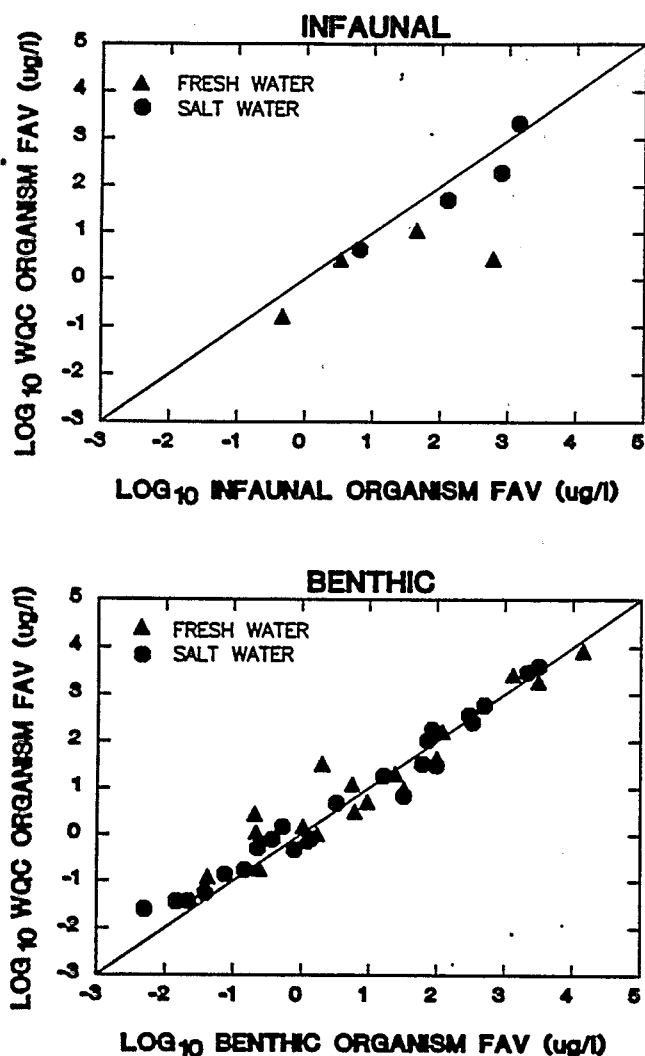 INFAUNAL
LOG10 WQC ORGANISM FAV (ug/l)
5
4
3
2
1
0
-1
-2
-3
FRESH WATER
SALT WATER
-3 -2 -1 0 1 2 3 4 5
LOG10 INFAUNAL ORGANISM FAV (ug/l)
BENTHIC
LOG10 WQC ORGANISM FAV (ug/l)
5
4
3
2
1
0
-1
-2
-3
FRESH WATER
SALT WATER
-3 -2 -1 0 1 2 3 4 5
LOG10 BENTHIC ORGANISM FAV (ug/l)